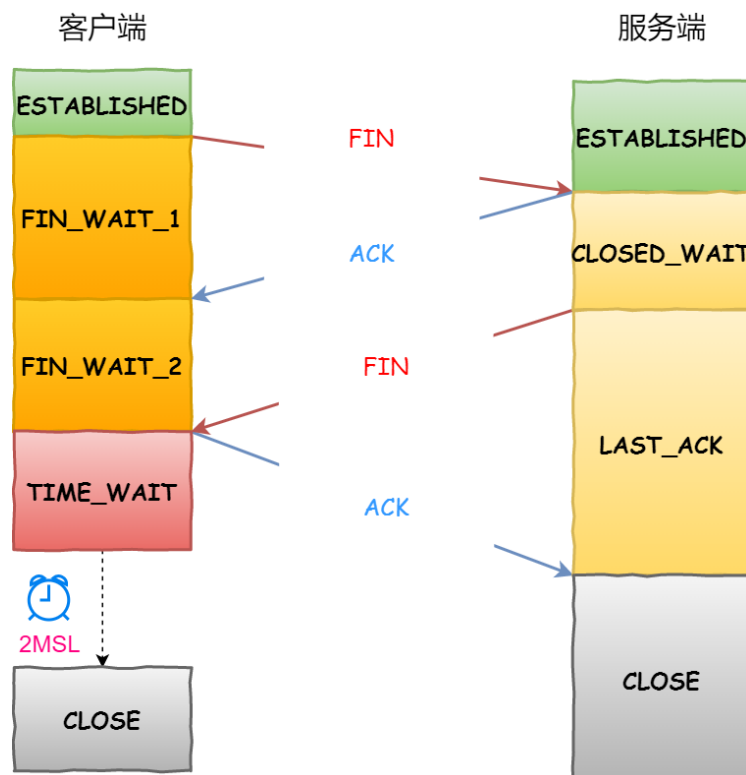 客户端
服务端
ESTABLISHED
FIN
ESTABLISHED
FIN_WAIT_1
ACK
CLOSED_WAIT
FIN_WAIT_2
FIN
LAST_ACK
TIME_WAIT
ACK
2MSL
CLOSE
CLOSE